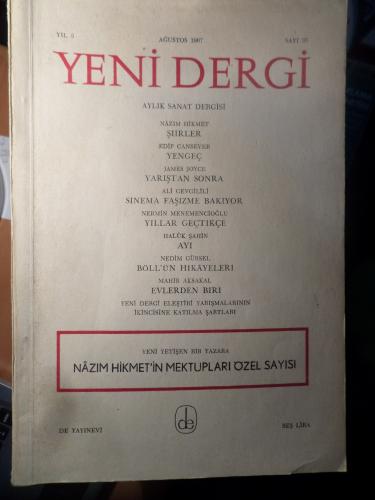 YIL 3 AĞUSTOS 1967 SAYI
YENİ DERGİ
AYLIK SANAT DERGİSİ
NÂZIM HİKMET
ŞİİRLER
EDİP CANSEVER
YENGEÇ
JAMES JOYCE
YARIŞTAN SONRA
ALİ GEVGİLİLİ
SİNEMA FAŞİZME BAKIYOR
NERMİN MENEMENCİOĞLU
YILLAR GEÇTİKÇE
HALÛK ŞAHİN
AYI
NEDİM GÜRSEL
BÖLL'ÜN HİKÂYELERİ
MAHİR AKSAKAL
EVLERDEN BİRİ
YENİ DERGİ ELEŞTİRİ YARIŞMALARININ
İKİNCİSİNE KATILMA ŞARTLARI
YENİ YETİŞEN BİR YAZARA
NÂZIM HİKMET'İN MEKTUPLARI ÖZEL SAYISI
DE YAYINEVİ de BEŞ LİRA